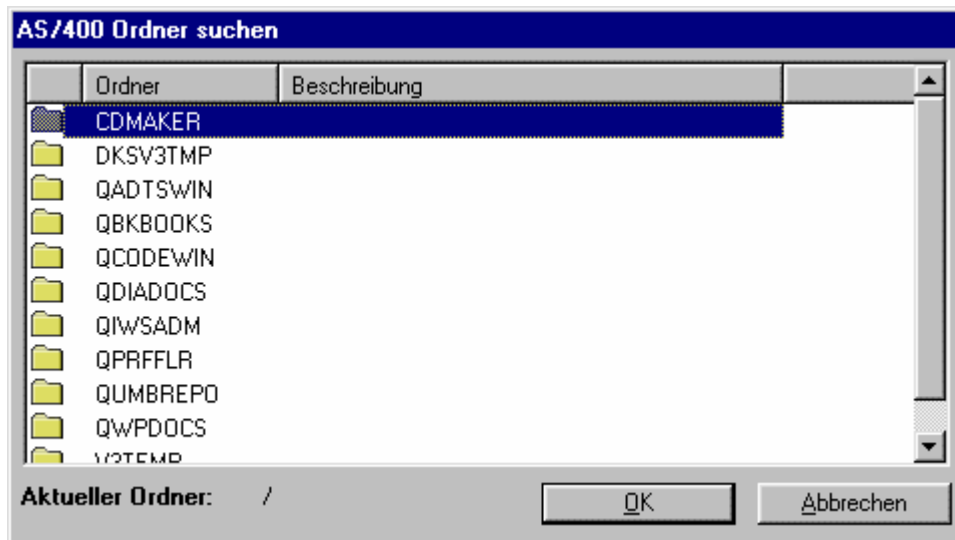 AS/400 Ordner suchen
Ordner Beschreibung
CDMAKER
DKSV3TMP
QADTSWIN
QBKBOOKS
QCODEWIN
QDIADOCS
QIWSADM
QPRFFLR
QUMBREPO
QWPDOCS
V3TEMP
Aktueller Ordner: / OK Abbrechen